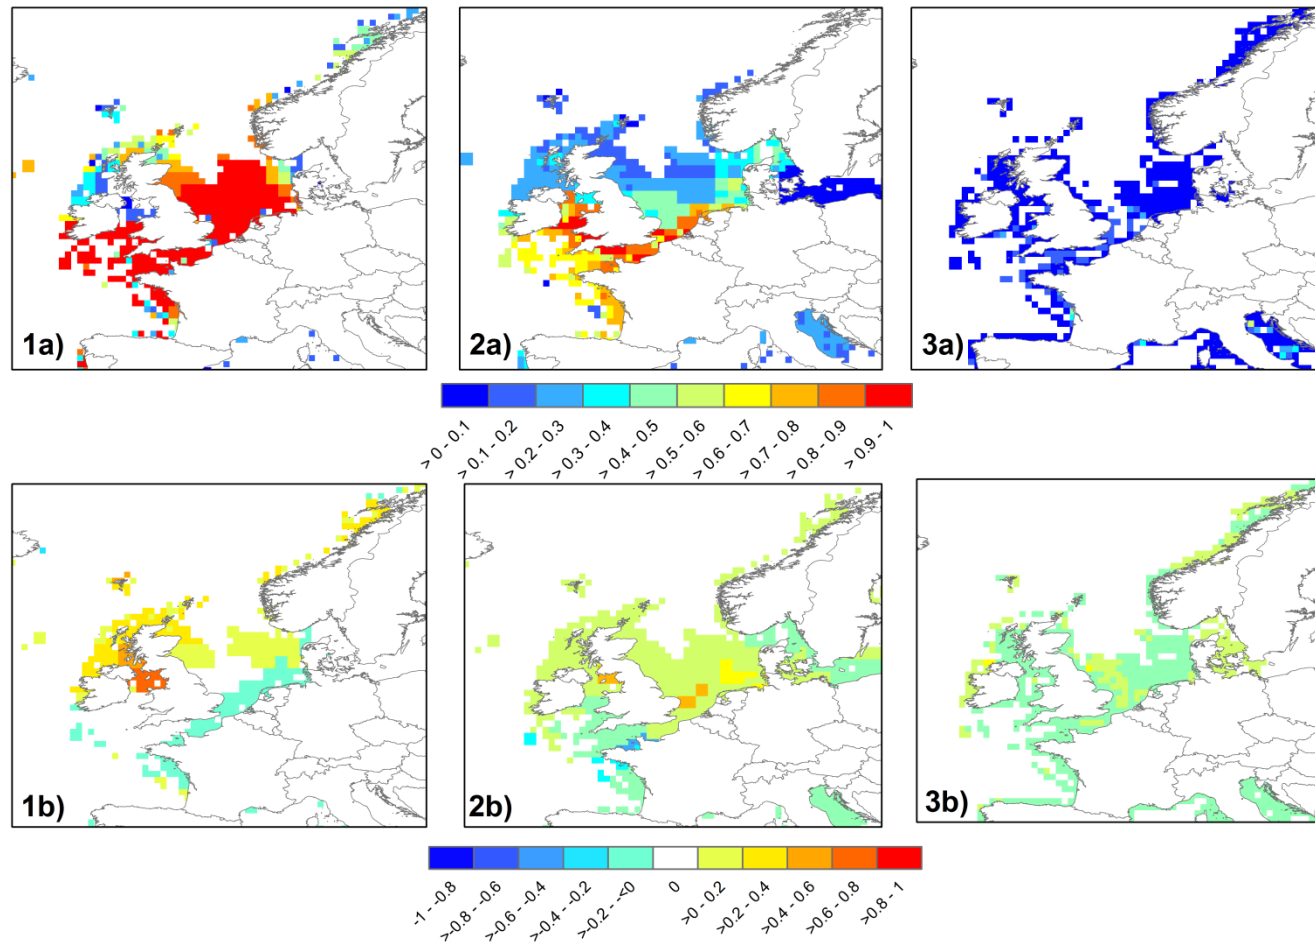 1a)
2a)
3a)
> 0 - 0.1
> 0.1 - 0.2
> 0.2 - 0.3
> 0.3 - 0.4
> 0.4 - 0.5
> 0.5 - 0.6
> 0.6 - 0.7
> 0.7 - 0.8
> 0.8 - 0.9
> 0.9 - 1
1b)
2b)
3b)
-1 - -0.8
>-0.8 - -0.6
>-0.6 - -0.4
>-0.4 - -0.2
>-0.2 - <0
0
>0 - 0.2
>0.2 - 0.4
>0.4 - 0.6
>0.6 - 0.8
>0.8 - 1